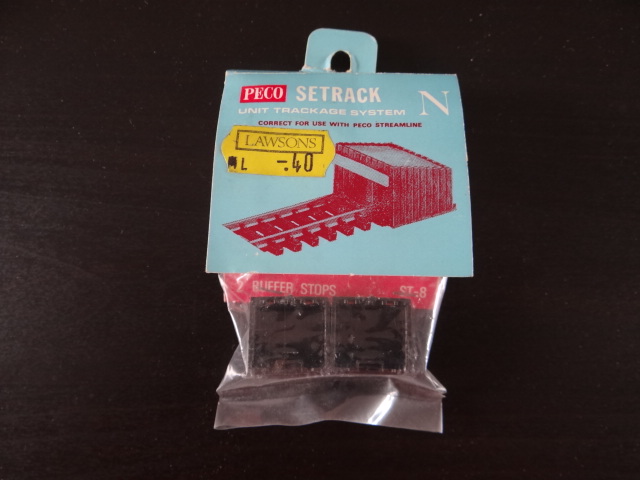 PECO SETRACK
UNIT TRACKAGE SYSTEM N
CORRECT FOR USE WITH PECO STREAMLINE
LAWSONS
L -.40
BUFFER STOPS ST-8